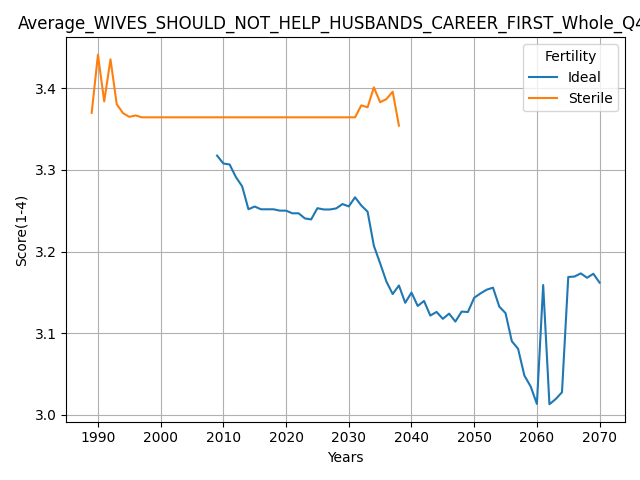 Average_WIVES_SHOULD_NOT_HELP_HUSBANDS_CAREER_FIRST_Whole_Q4
Fertility
Ideal
Sterile
3.4
3.3
3.2
3.1
3.0
Score(1-4)
1990 2000 2010 2020 2030 2040 2050 2060 2070
Years